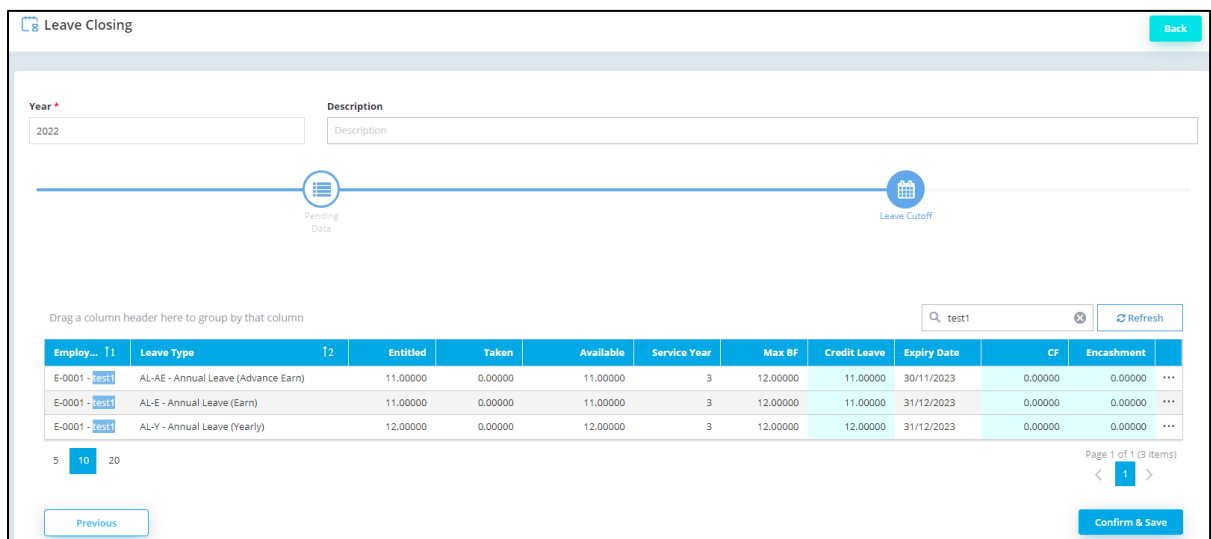 Leave Closing
Back
Year *
Description
2022
Description
Pending
Data
Leave Cutoff
Drag a column header here to group by that column
test1
Refresh
Employ... 1 Leave Type 2 Entitled Taken Available Service Year Max BF Credit Leave Expiry Date CF Encashment
E-0001 - test1 AL-AE - Annual Leave (Advance Earn) 11.00000 0.00000 11.00000 3 12.00000 11.00000 30/11/2023 0.00000 0.00000 ...
E-0001 - test1 AL-E - Annual Leave (Earn) 11.00000 0.00000 11.00000 3 12.00000 11.00000 31/12/2023 0.00000 0.00000 ...
E-0001 - test1 AL-Y - Annual Leave (Yearly) 12.00000 0.00000 12.00000 3 12.00000 12.00000 31/12/2023 0.00000 0.00000 ...
5 10 20
Page 1 of 1 (3 items)
< 1 >
Previous
Confirm & Save